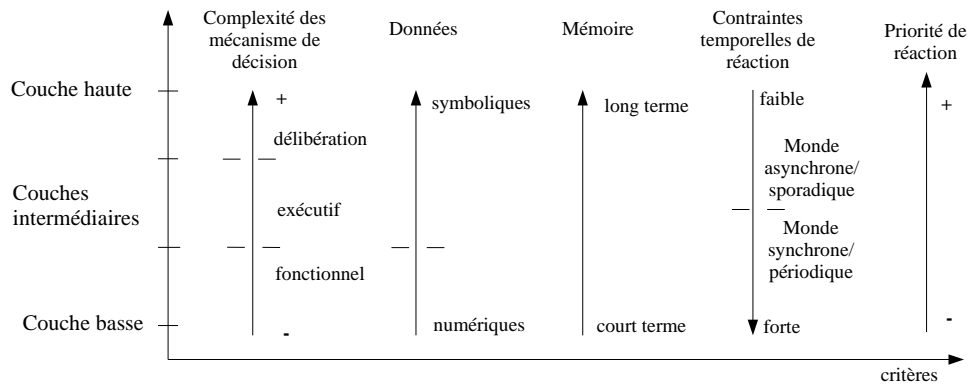 Complexité des
mécanisme de
décision
Données
Mémoire
Contraintes
temporelles de
réaction
Priorité de
réaction
Couche haute
+
symboliques
long terme
faible
+
délibération
Monde
asynchrone/
sporadique
Couches
intermédiaires
exécutif
Monde
synchrone/
périodique
fonctionnel
Couche basse
-
numériques
court terme
forte
-
critères